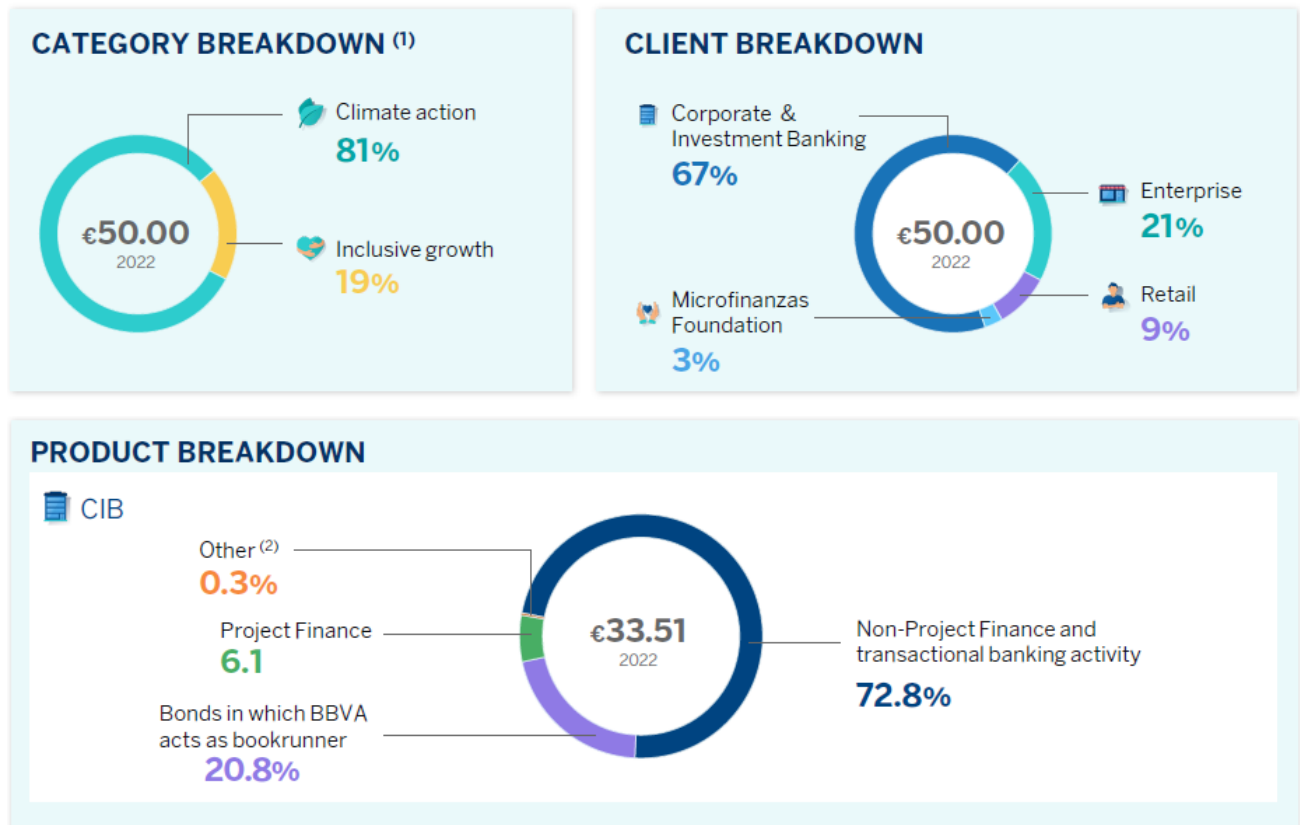 CATEGORY BREAKDOWN (1)
Climate action
81%
€50.00
2022
Inclusive growth
19%
CLIENT BREAKDOWN
Corporate &
Investment Banking
67%
€50.00
2022
Enterprise
21%
Microfinanzas
Foundation
3%
Retail
9%
PRODUCT BREAKDOWN
CIB
Other (2)
0.3%
Project Finance
6.1
Bonds in which BBVA
acts as bookrunner
20.8%
€33.51
2022
Non-Project Finance and
transactional banking activity
72.8%